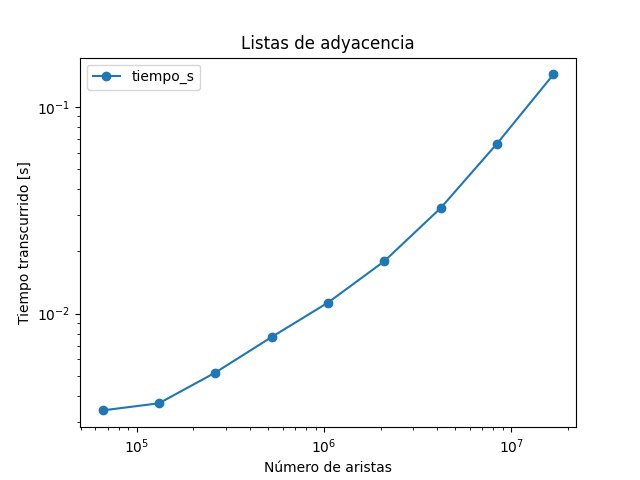 Listas de adyacencia
tiempo_s
Tiempo transcurrido [s]
10⁻¹
10⁻²
10⁵ 10⁶ 10⁷
Número de aristas